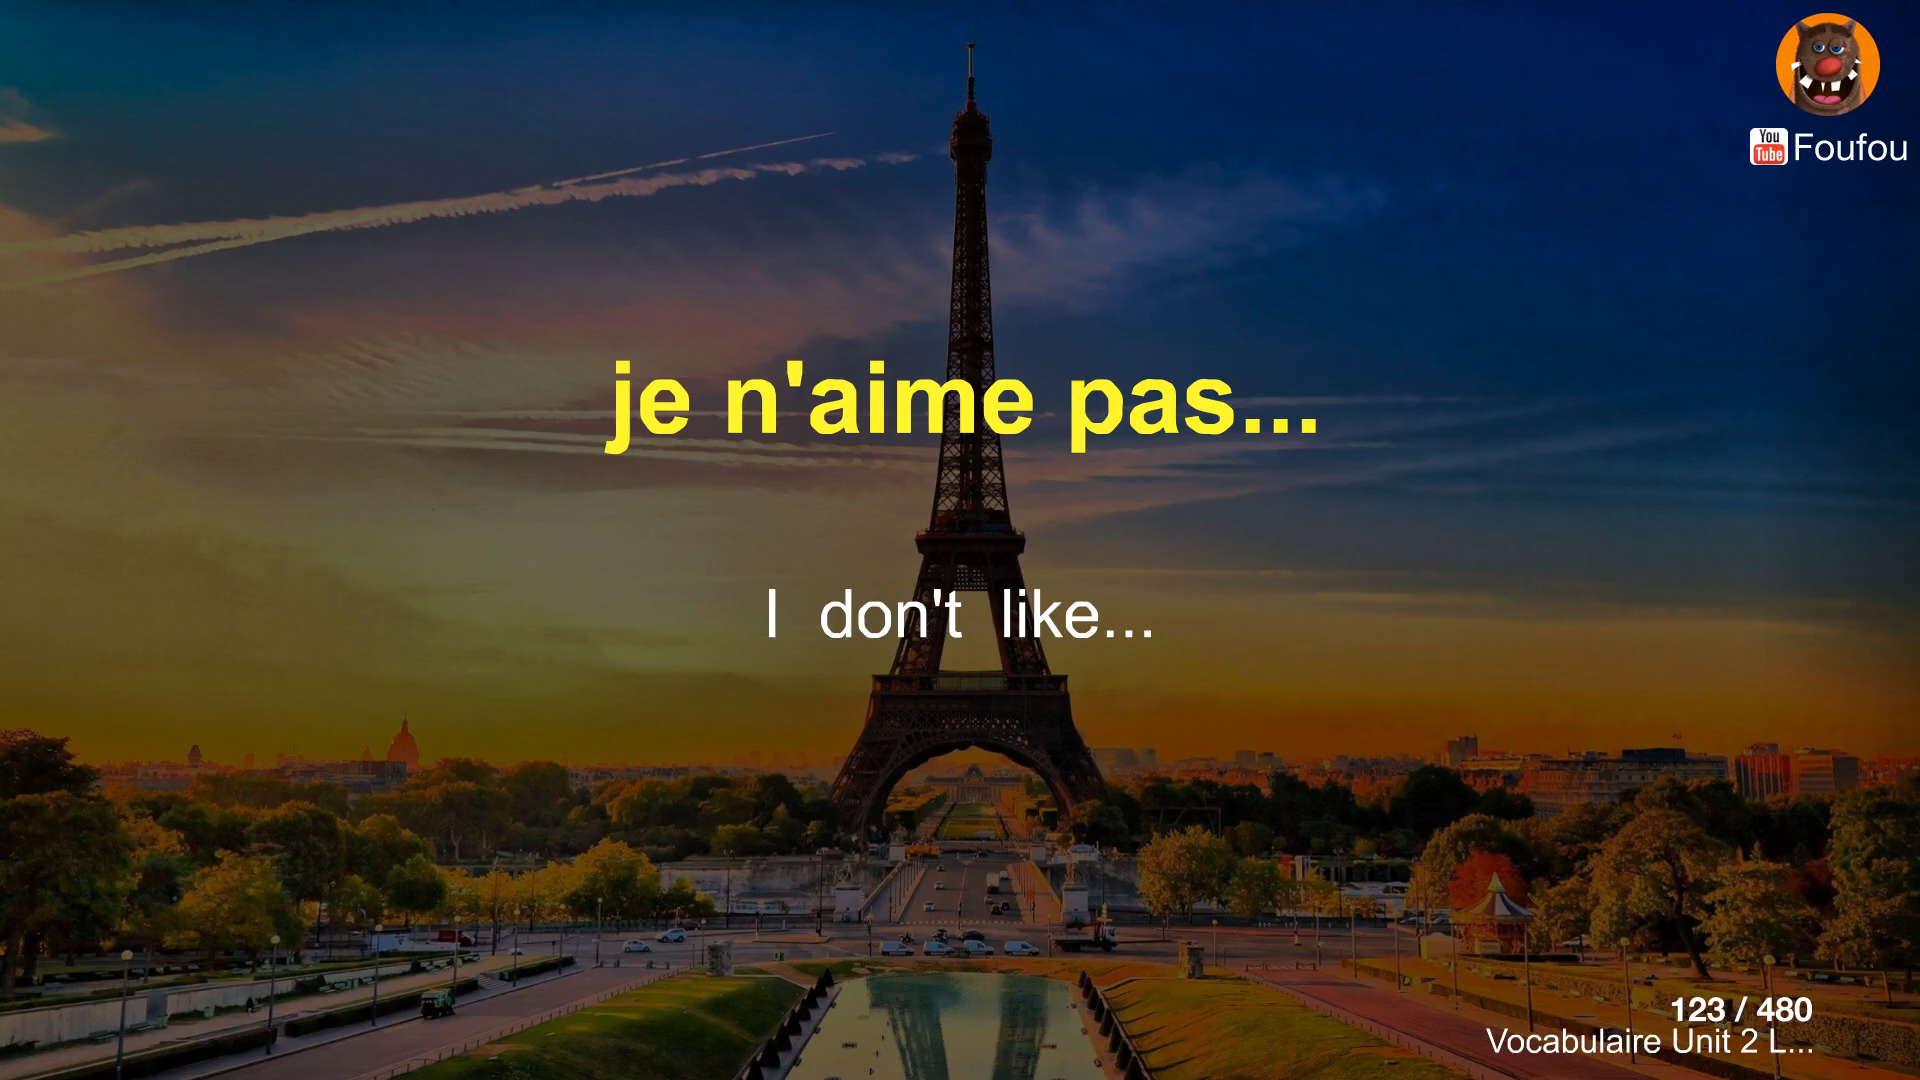 You
Tube
Foufou
je n'aime pas...
I don't like...
123 / 480
Vocabulaire Unit 2 L...